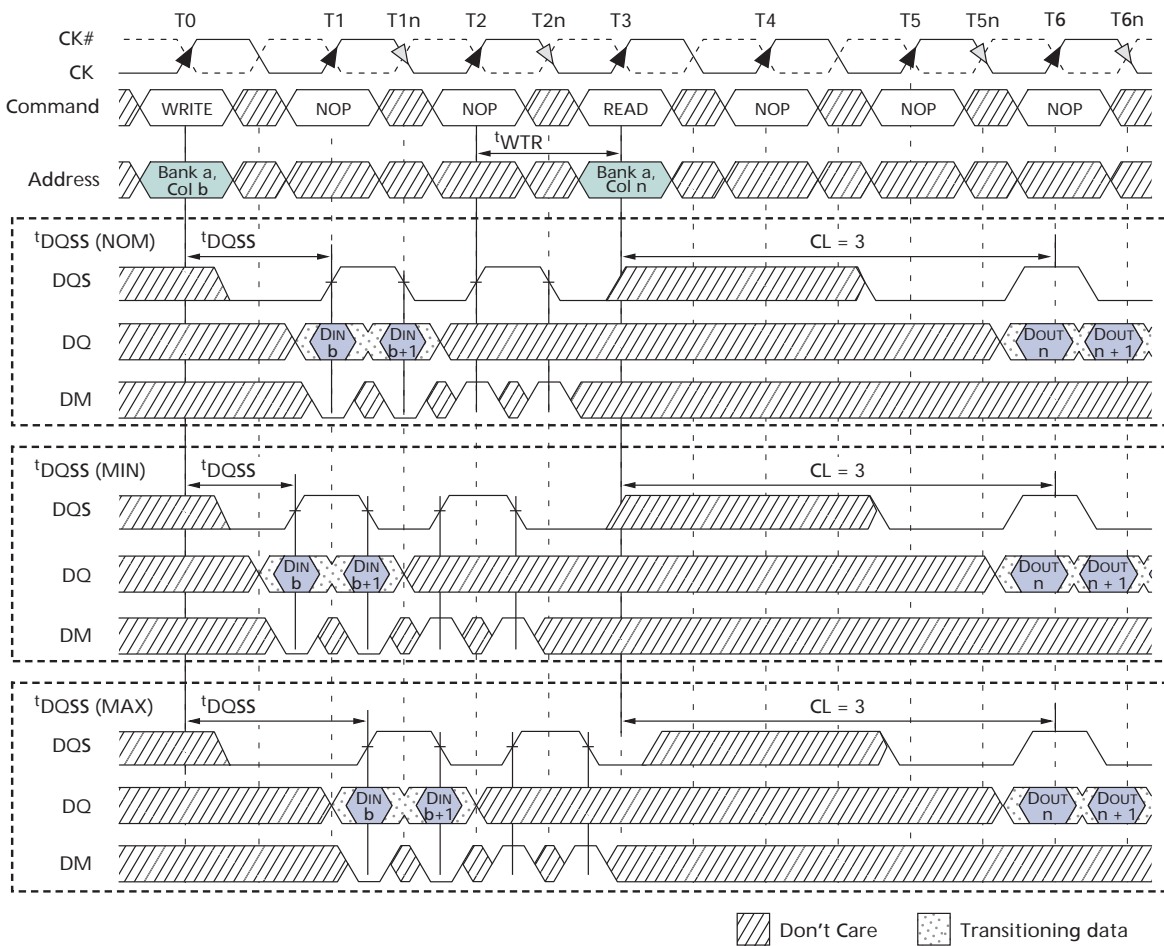 T0 T1 T1n T2 T2n T3 T4 T5 T5n T6 T6n
CK#
CK
Command WRITE NOP NOP READ NOP NOP NOP
tWTR
Address Bank a, Col b Bank a, Col n
tDQSS (NOM) tDQSS CL = 3
DQS
DQ DIN b DIN b+1 DOUT n DOUT n + 1
DM
tDQSS (MIN) tDQSS CL = 3
DQS
DQ DIN b DIN b+1 DOUT n DOUT n + 1
DM
tDQSS (MAX) tDQSS CL = 3
DQS
DQ DIN b DIN b+1 DOUT n DOUT n + 1
DM
Don't Care Transitioning data